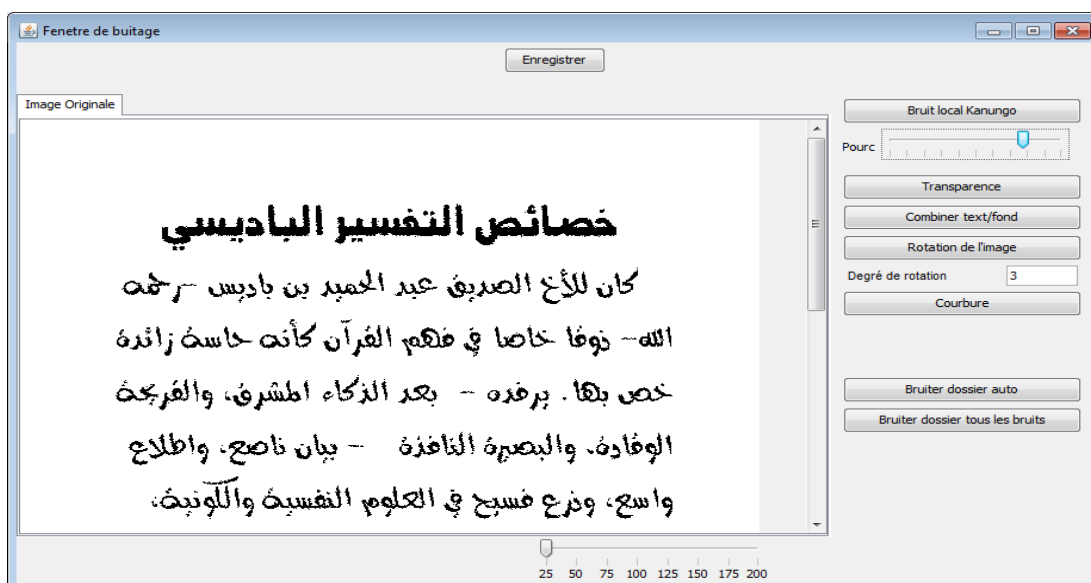 Fenetre de buitage
Enregistrer
Image Originale
خصائص التفسير الباديسي
كان للأخ الصديق عبد الحميد بن باديس -رحمه
الله- ذوقا خاصا في فهم القرآن كأنه حاسة زائدة
خص بها. يرفده - بعد الذكاء المشرق، والقريحة
الوقادة، والبصيرة النافذة - بيان ناصع، واطلاع
واسع، وذرع فسيح في العلوم النفسية والكونية،
Bruit local Kanungo
Pourc
Transparence
Combiner text/fond
Rotation de l'image
Degré de rotation 3
Courbure
Bruiter dossier auto
Bruiter dossier tous les bruits
25 50 75 100 125 150 175 200